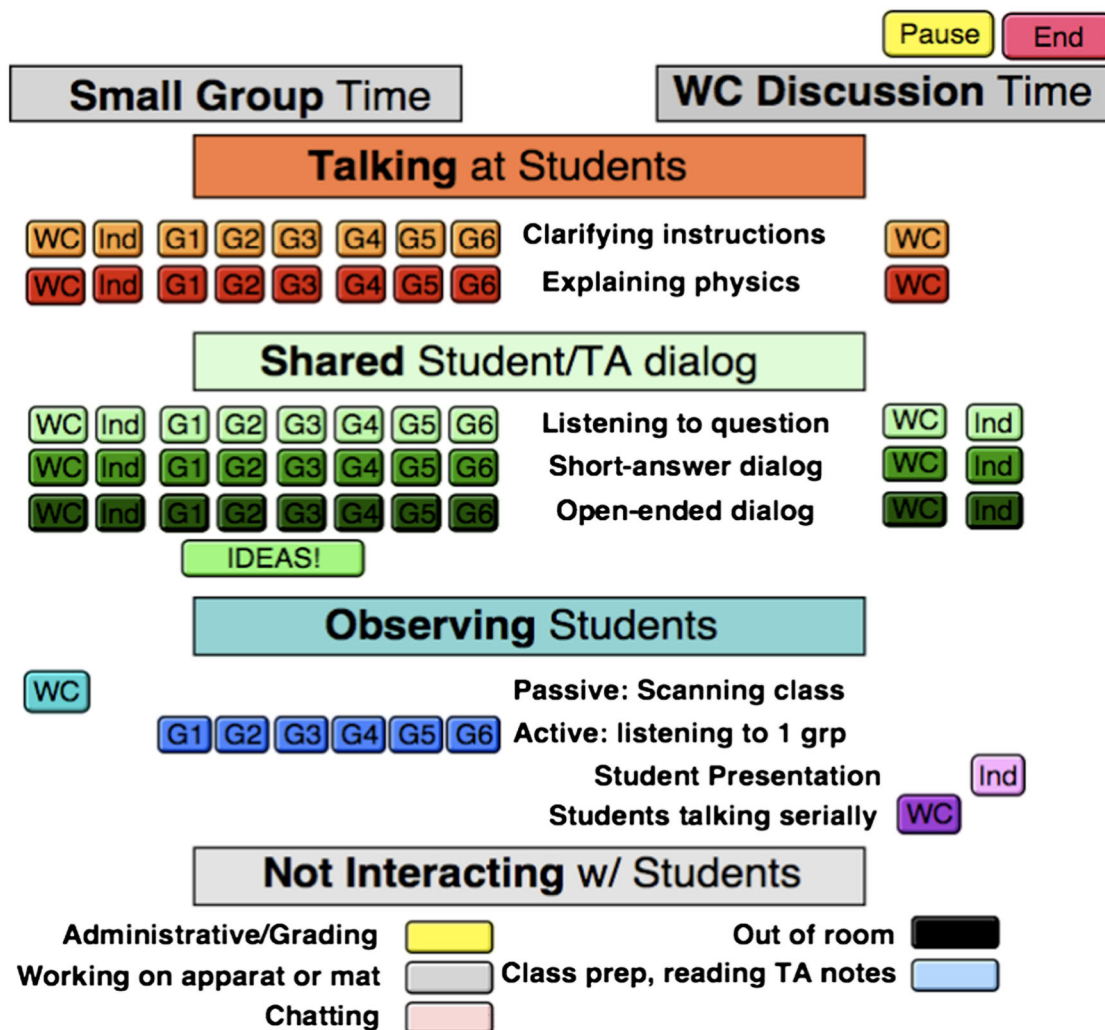 Pause End
Small Group Time WC Discussion Time
Talking at Students
WC Ind G1 G2 G3 G4 G5 G6 Clarifying instructions WC
WC Ind G1 G2 G3 G4 G5 G6 Explaining physics WC
Shared Student/TA dialog
WC Ind G1 G2 G3 G4 G5 G6 Listening to question WC Ind
WC Ind G1 G2 G3 G4 G5 G6 Short-answer dialog WC Ind
WC Ind G1 G2 G3 G4 G5 G6 Open-ended dialog WC Ind
IDEAS!
Observing Students
WC Passive: Scanning class
G1 G2 G3 G4 G5 G6 Active: listening to 1 grp
Student Presentation Ind
Students talking serially WC
Not Interacting w/ Students
Administrative/Grading Out of room
Working on apparat or mat Class prep, reading TA notes
Chatting